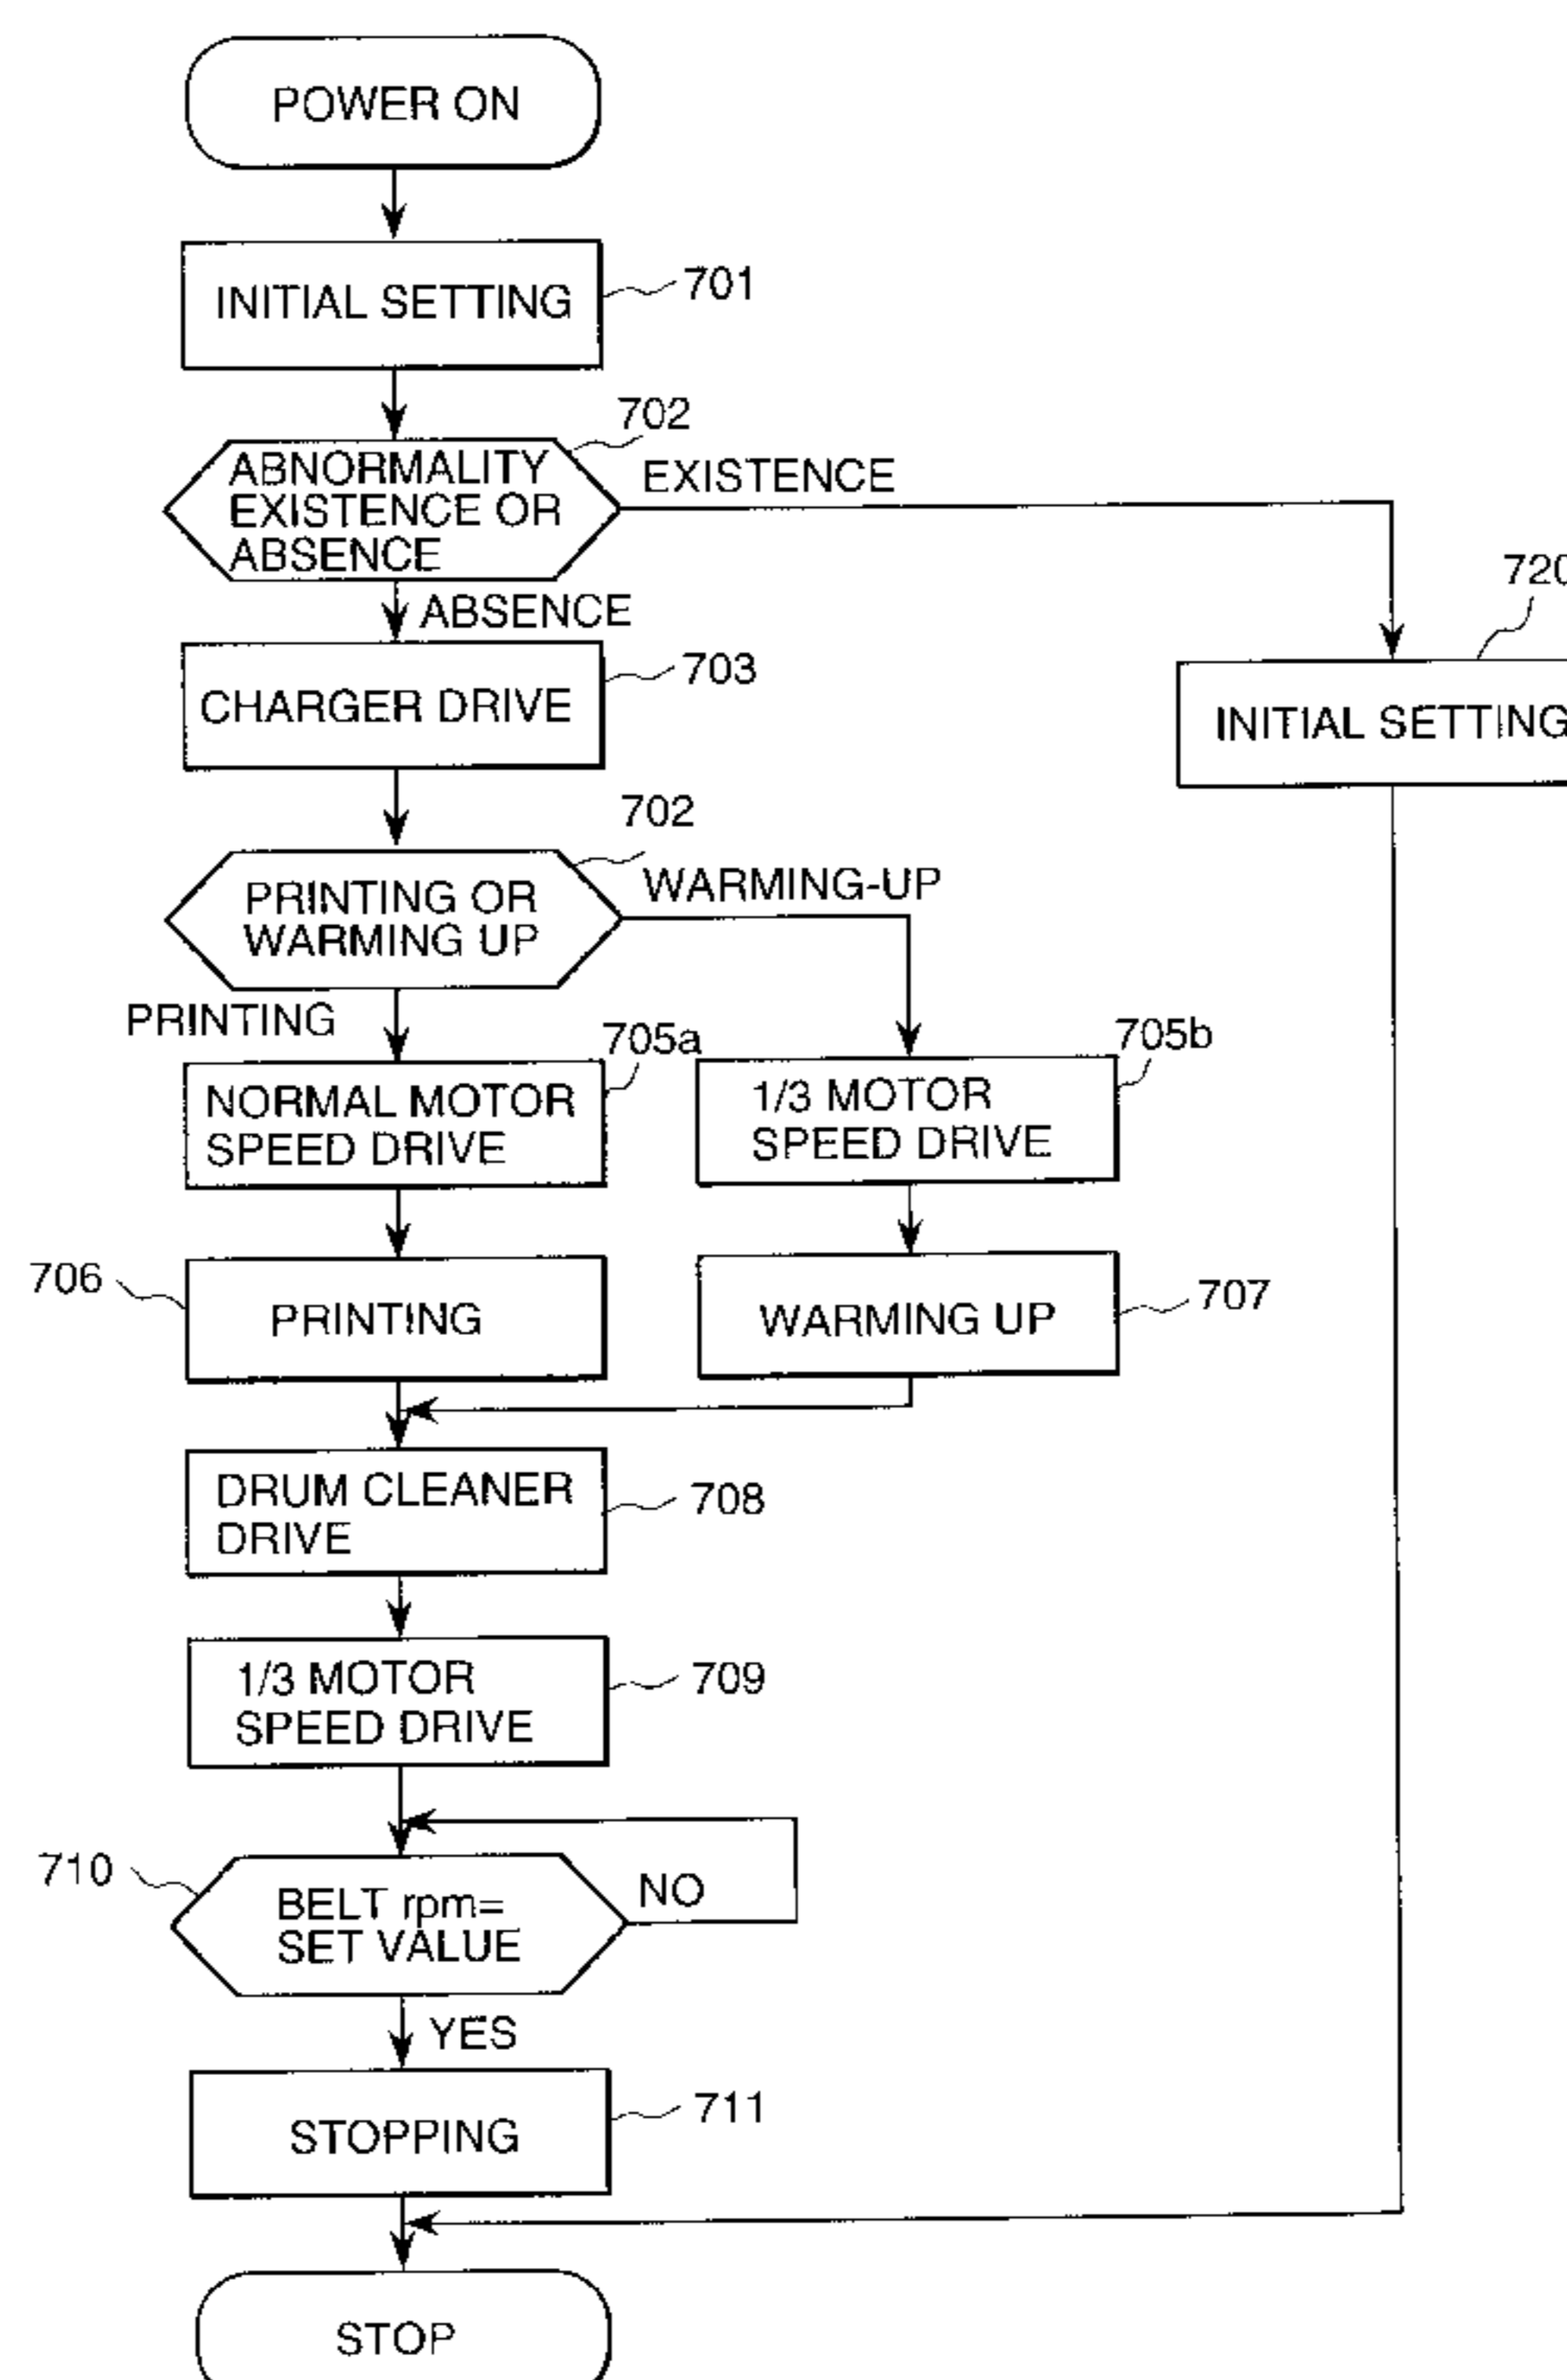 POWER ON
INITIAL SETTING
701
702
ABNORMALITY
EXISTENCE OR
ABSENCE
EXISTENCE
ABSENCE
720
INITIAL SETTING
CHARGER DRIVE
703
702
PRINTING OR
WARMING UP
WARMING-UP
PRINTING
705a
705b
NORMAL MOTOR
SPEED DRIVE
1/3 MOTOR
SPEED DRIVE
706
PRINTING
WARMING UP
707
DRUM CLEANER
DRIVE
708
1/3 MOTOR
SPEED DRIVE
709
710
BELT rpm=
SET VALUE
NO
YES
STOPPING
711
STOP